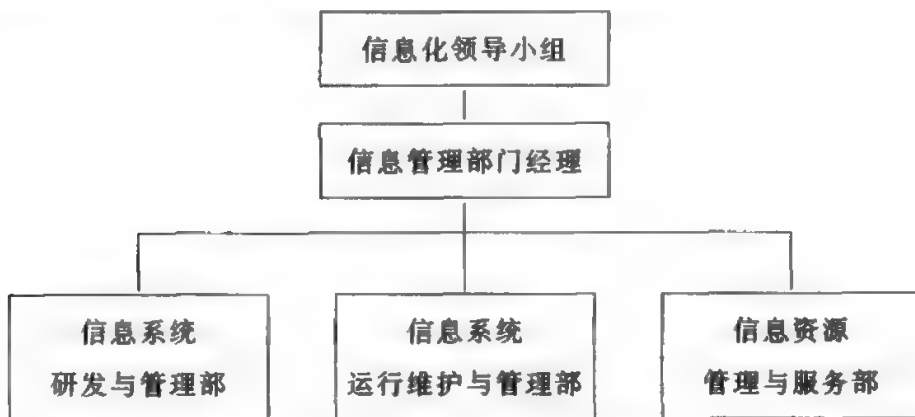 信息化领导小组
信息管理部门经理
信息系统
研发与管理部
信息系统
运行维护与管理部
信息资源
管理与服务部